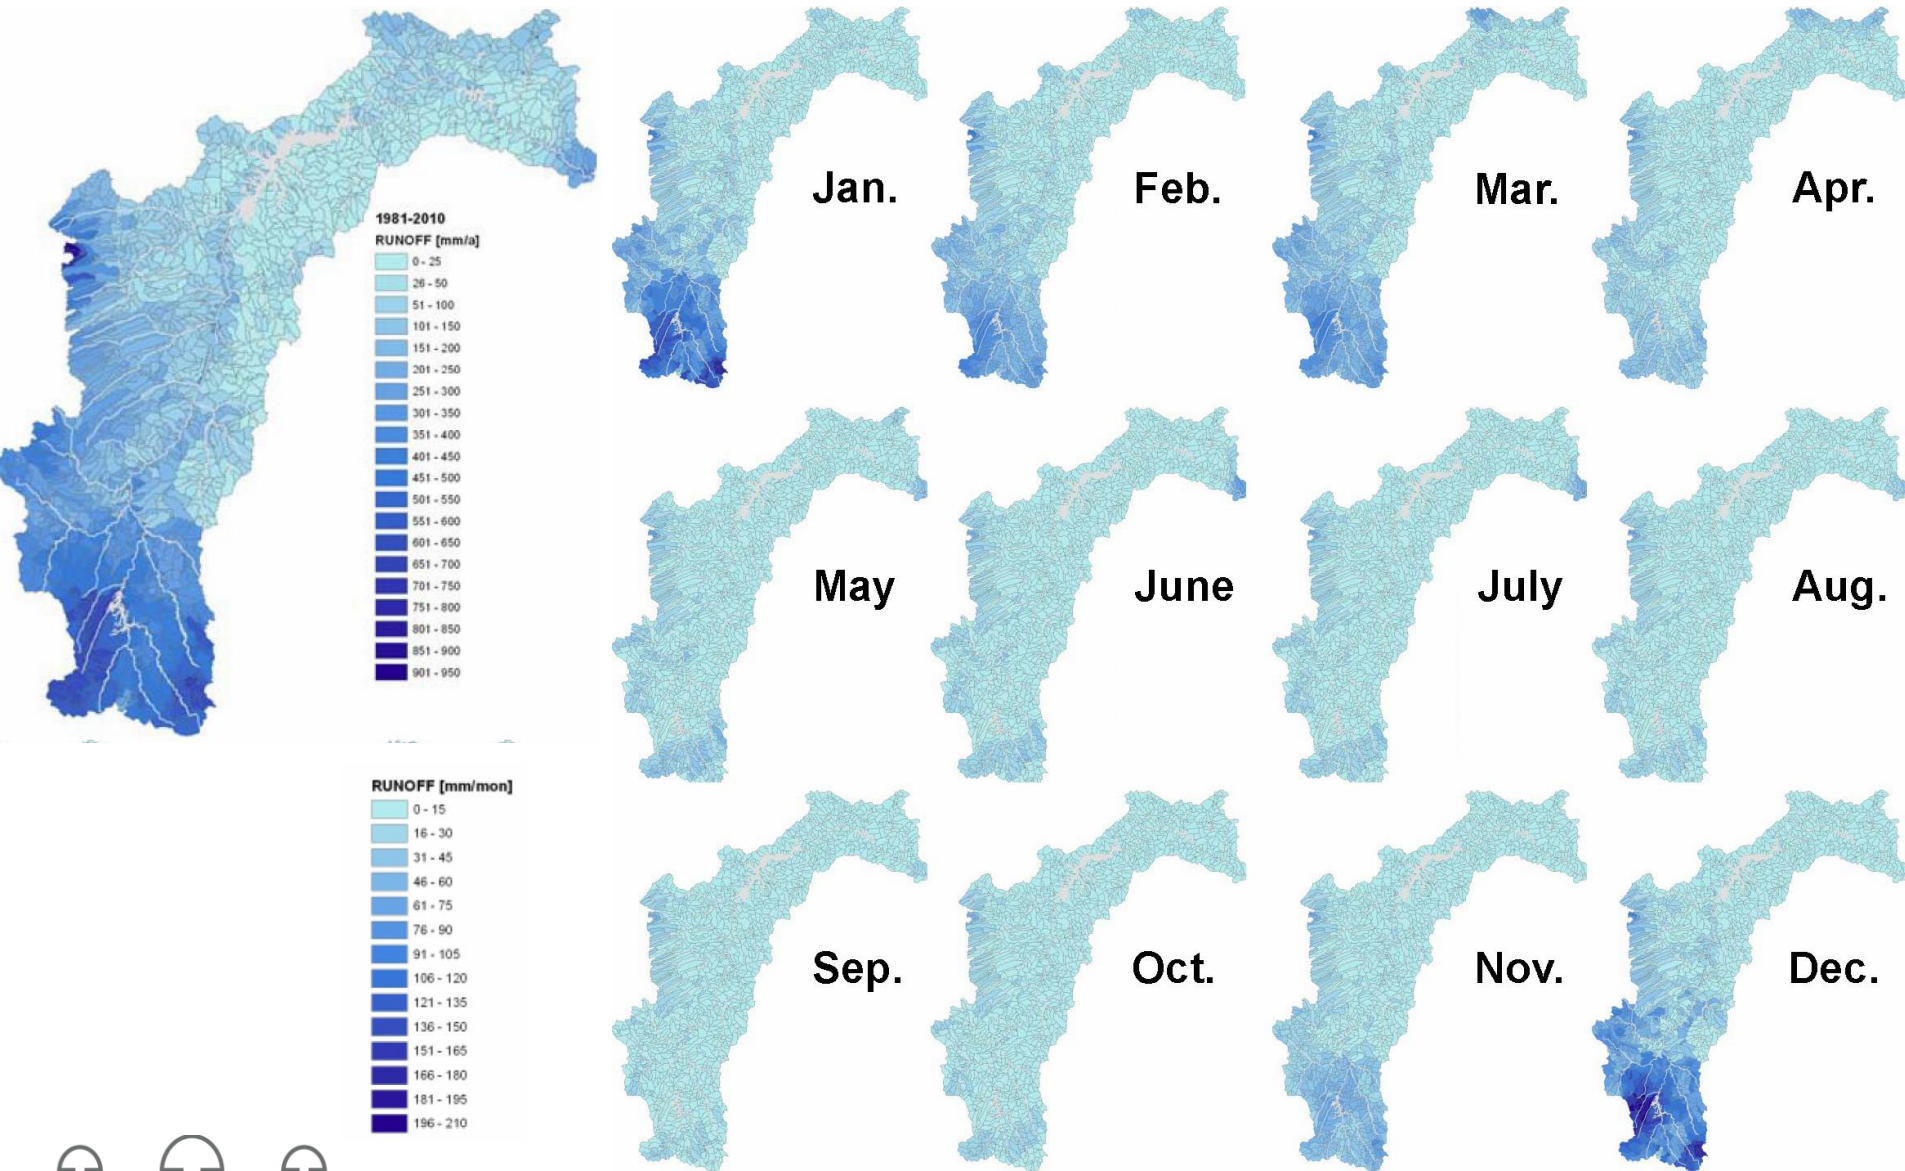 1981-2010
RUNOFF [mm/a]
0 - 25
26 - 50
51 - 100
101 - 150
151 - 200
201 - 250
251 - 300
301 - 350
351 - 400
401 - 450
451 - 500
501 - 550
551 - 600
601 - 650
651 - 700
701 - 750
751 - 800
801 - 850
851 - 900
901 - 950
RUNOFF [mm/mon]
0 - 15
16 - 30
31 - 45
46 - 60
61 - 75
76 - 90
91 - 105
106 - 120
121 - 135
136 - 150
151 - 165
166 - 180
181 - 195
196 - 210
Jan.
Feb.
Mar.
Apr.
May
June
July
Aug.
Sep.
Oct.
Nov.
Dec.